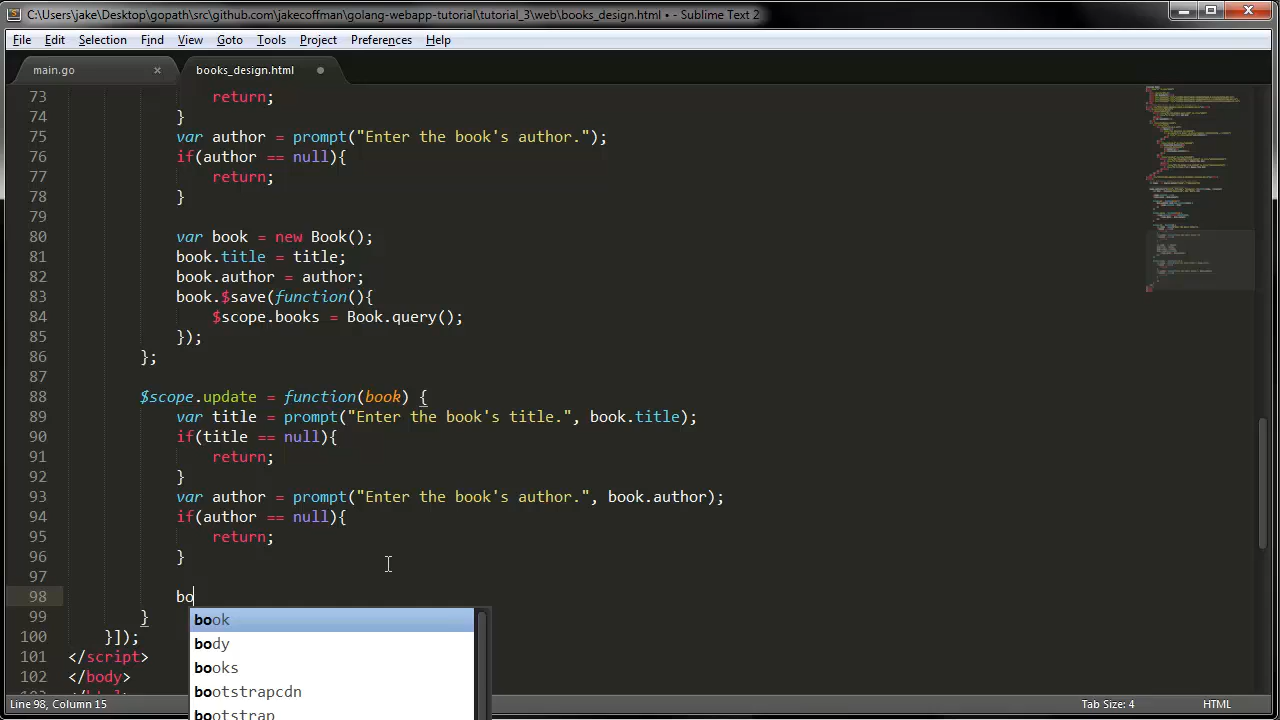 C:\Users\jake\Desktop\gopath\src\github.com\jakecoffman\golang-webapp-tutorial\tutorial_3\web\books_design.html • - Sublime Text 2
File Edit Selection Find View Goto Tools Project Preferences Help
main.go × books_design.html
73 return;
74 }
75 var author = prompt("Enter the book's author.");
76 if(author == null){
77 return;
78 }
79
80 var book = new Book();
81 book.title = title;
82 book.author = author;
83 book.$save(function(){
84 $scope.books = Book.query();
85 });
86 };
87
88 $scope.update = function(book) {
89 var title = prompt("Enter the book's title.", book.title);
90 if(title == null){
91 return;
92 }
93 var author = prompt("Enter the book's author.", book.author);
94 if(author == null){
95 return;
96 }
97
98 bo
99 }
book
100 }]);
body
101 </script>
books
102 </body>
bootstrapcdn
Line 98, Column 15 Tab Size: 4 HTML
bootstrap